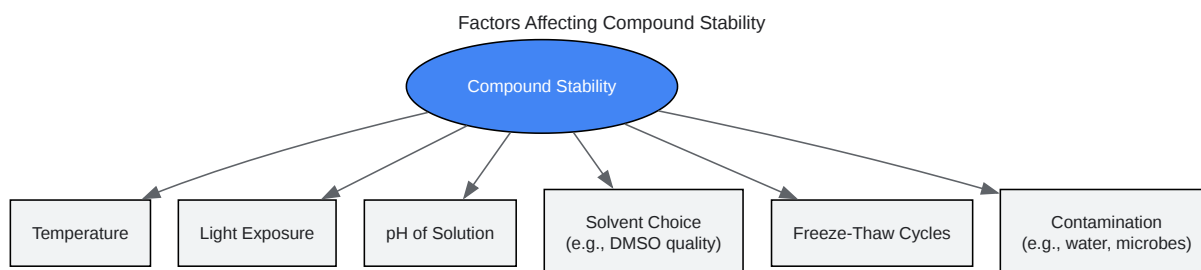 Factors Affecting Compound Stability
Compound Stability
Temperature
Light Exposure
pH of Solution
Solvent Choice
(e.g., DMSO quality)
Freeze-Thaw Cycles
Contamination
(e.g., water, microbes)